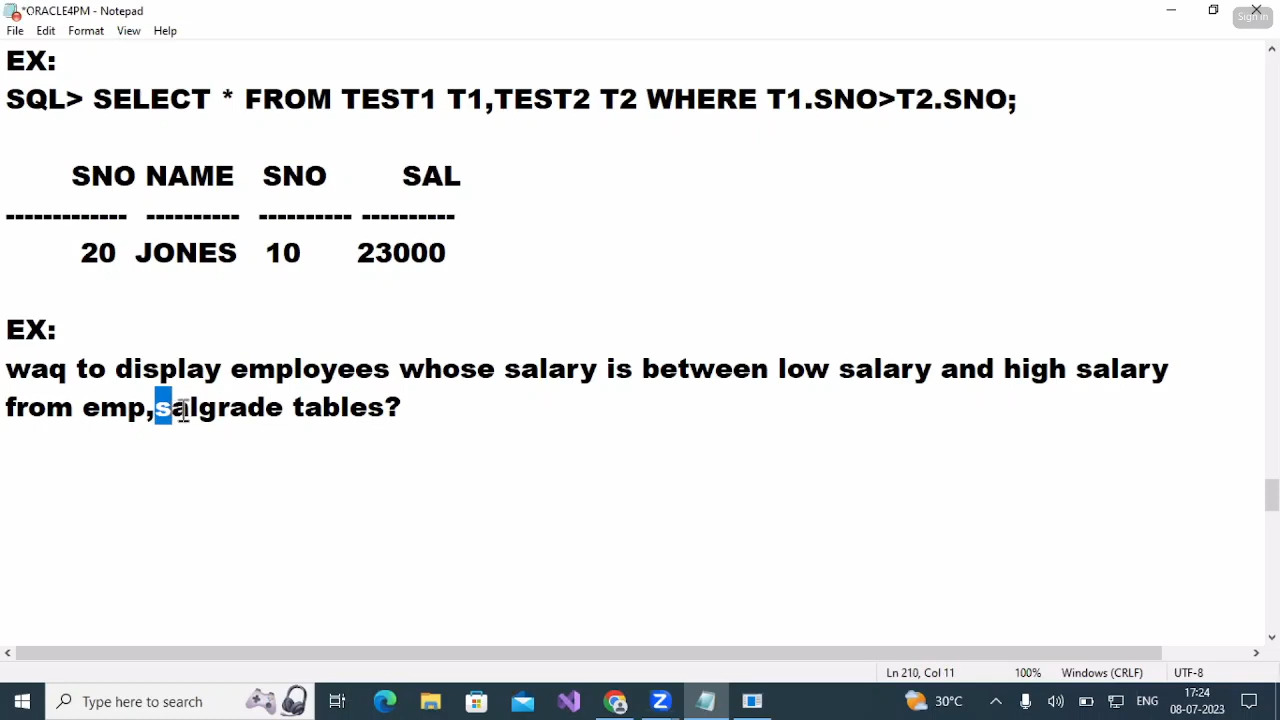 *ORACLE4PM - Notepad
Sign in
File Edit Format View Help
EX:
SQL> SELECT * FROM TEST1 T1,TEST2 T2 WHERE T1.SNO>T2.SNO;
SNO NAME SNO SAL
------------- ---------- ---------- ----------
20 JONES 10 23000
EX:
waq to display employees whose salary is between low salary and high salary
from emp,salgrade tables?
Ln 210, Col 11 100% Windows (CRLF) UTF-8
Type here to search 30°C ENG 17:24
08-07-2023